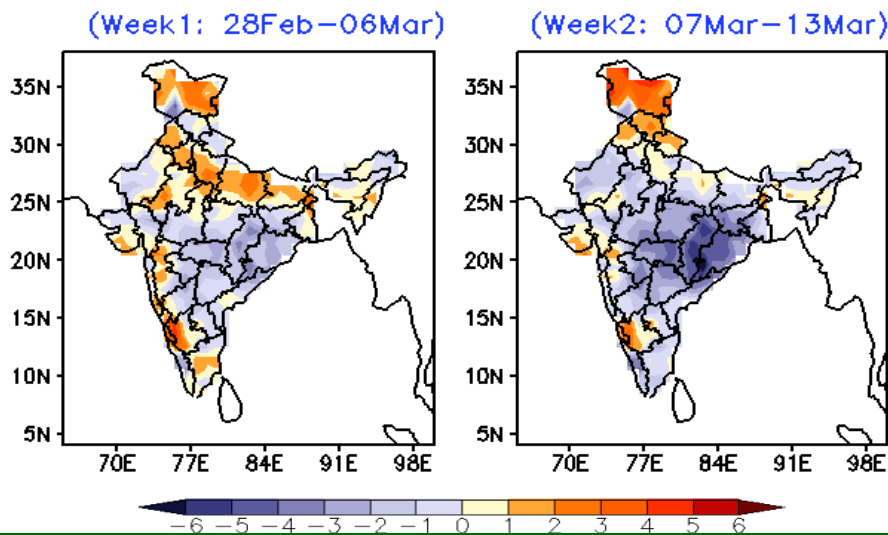 (Week1: 28Feb−06Mar)
(Week2: 07Mar−13Mar)
35N
30N
25N
20N
15N
10N
5N
70E 77E 84E 91E 98E
35N
30N
25N
20N
15N
10N
5N
70E 77E 84E 91E 98E
−6 −5 −4 −3 −2 −1 0 1 2 3 4 5 6